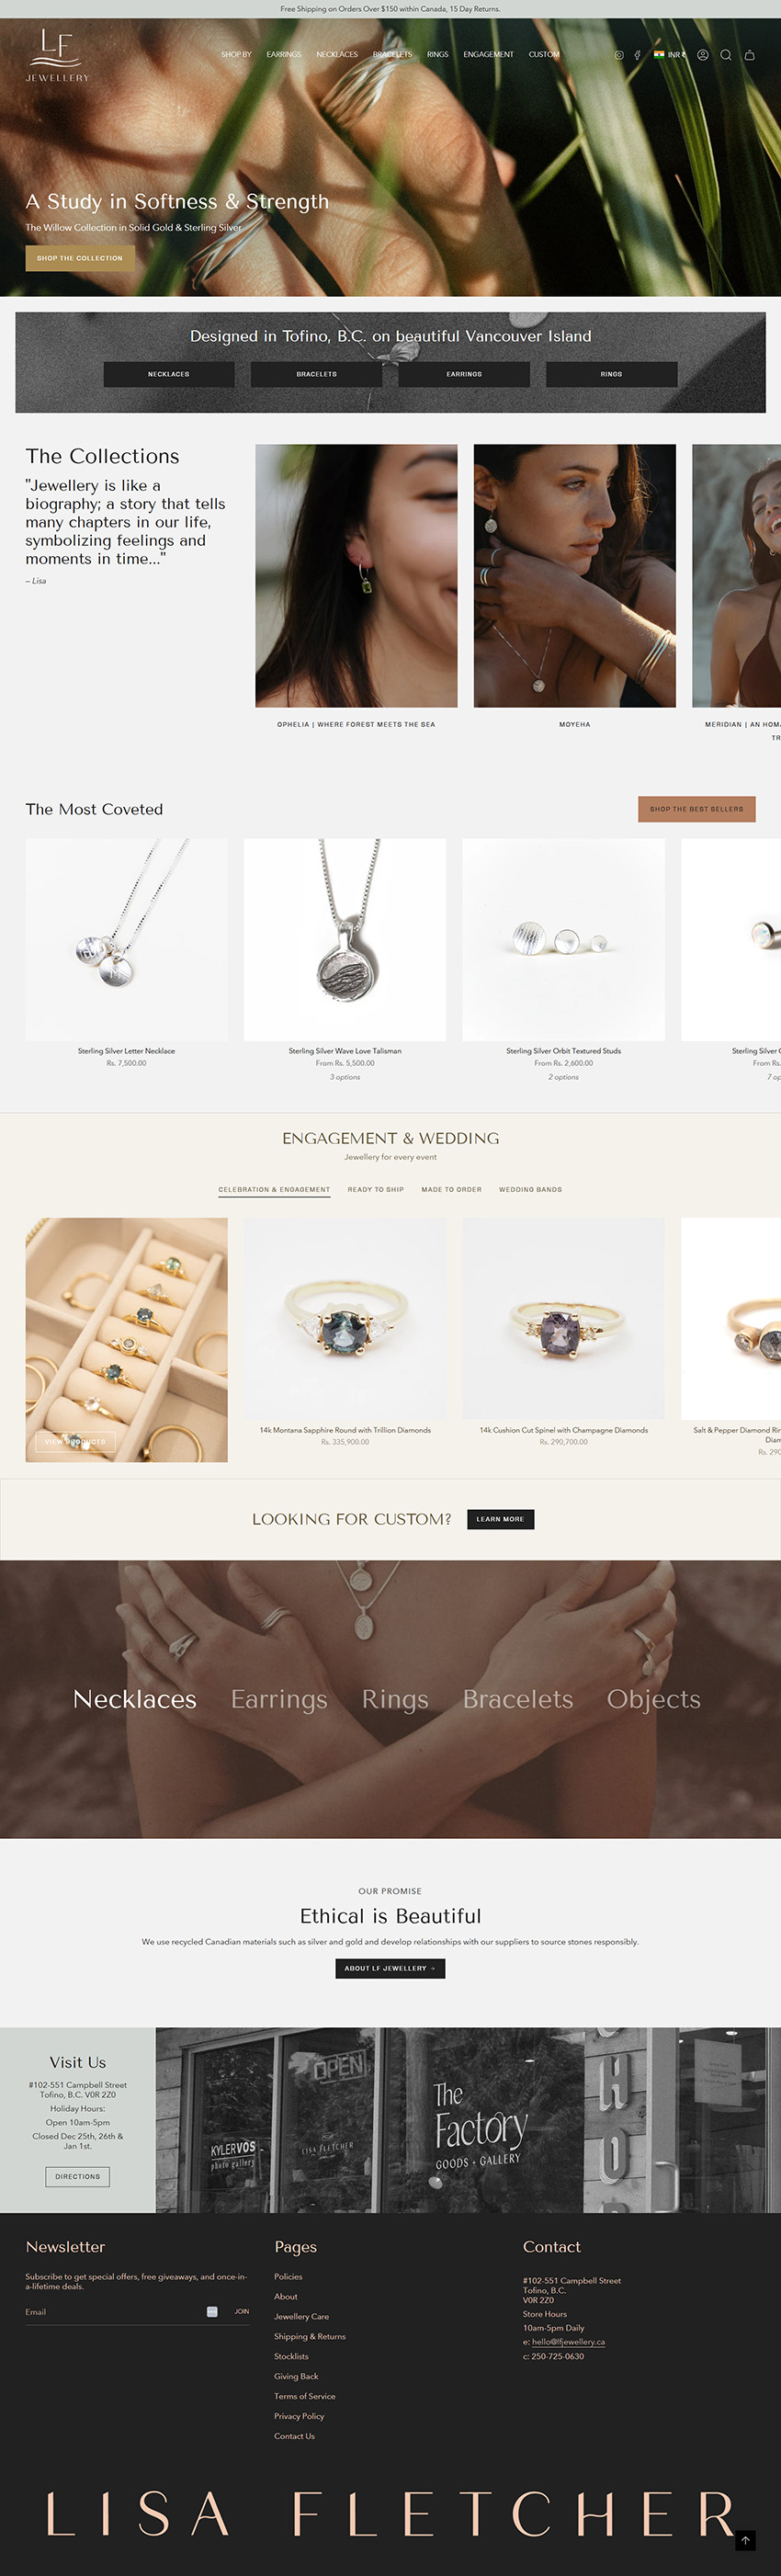 Free Shipping on Orders Over $150 within Canada, 15 Day Returns.
LF
JEWELLERY
SHOP BY EARRINGS NECKLACES BRACELETS RINGS ENGAGEMENT CUSTOM
INR ₹
A Study in Softness & Strength
The Willow Collection in Solid Gold & Sterling Silver
SHOP THE COLLECTION
Designed in Tofino, B.C. on beautiful Vancouver Island
NECKLACES BRACELETS EARRINGS RINGS
The Collections
"Jewellery is like a
biography; a story that tells
many chapters in our life,
symbolizing feelings and
moments in time..."
– Lisa
OPHELIA | WHERE FOREST MEETS THE SEA
MOYEHA
MERIDIAN | AN HOM
TR
The Most Coveted
SHOP THE BEST SELLERS
Sterling Silver Letter Necklace
Rs. 7,500.00
Sterling Silver Wave Love Talisman
From Rs. 5,500.00
3 options
Sterling Silver Orbit Textured Studs
From Rs. 2,600.00
2 options
Sterling Silver
From Rs.
7 op
ENGAGEMENT & WEDDING
Jewellery for every event
CELEBRATION & ENGAGEMENT READY TO SHIP MADE TO ORDER WEDDING BANDS
VIEW PRODUCTS
14k Montana Sapphire Round with Trillion Diamonds
Rs. 335,900.00
14k Cushion Cut Spinel with Champagne Diamonds
Rs. 290,700.00
Salt & Pepper Diamond Rin
Diam
Rs. 290
LOOKING FOR CUSTOM?
LEARN MORE
Necklaces Earrings Rings Bracelets Objects
OUR PROMISE
Ethical is Beautiful
We use recycled Canadian materials such as silver and gold and develop relationships with our suppliers to source stones responsibly.
ABOUT LF JEWELLERY →
Visit Us
#102-551 Campbell Street
Tofino, B.C. V0R 2Z0
Holiday Hours:
Open 10am-5pm
Closed Dec 25th, 26th &
Jan 1st.
DIRECTIONS
OPEN
KYLERVOS
photo gallery
LISA FLETCHER
The
Factory
GOODS + GALLERY
Newsletter
Subscribe to get special offers, free giveaways, and once-in-
a-lifetime deals.
Email
JOIN
Pages
Policies
About
Jewellery Care
Shipping & Returns
Stocklists
Giving Back
Terms of Service
Privacy Policy
Contact Us
Contact
#102-551 Campbell Street
Tofino, B.C.
V0R 2Z0
Store Hours
10am-5pm Daily
e: hello@lfjewellery.ca
c: 250-725-0630
LISA FLETCHER